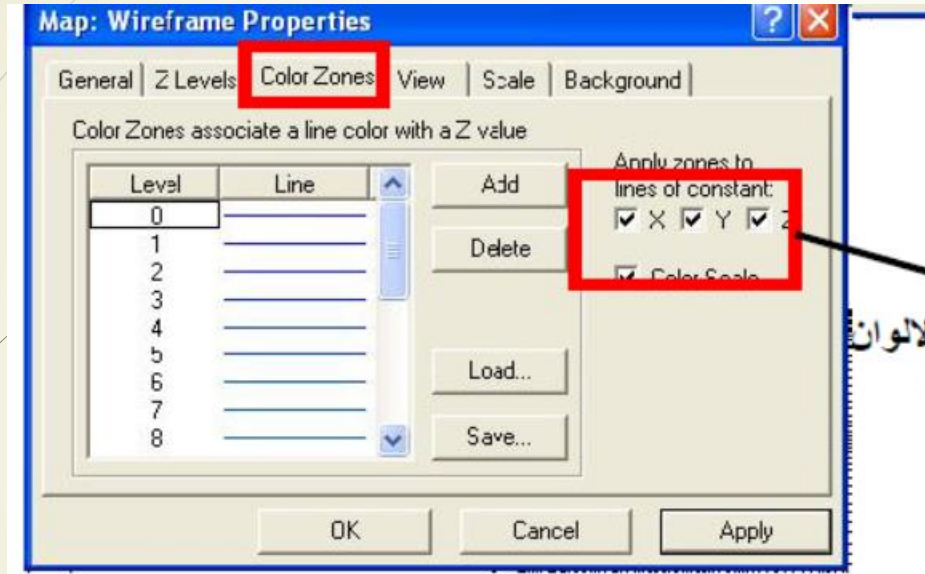 Map: Wireframe Properties
General Z Levels Color Zones View Scale Background
Color Zones associate a line color with a Z value
Level Line
0
1
2
3
4
5
6
7
8
Add
Delete
Load...
Save...
Apply zones to
lines of constant:
X Y Z
Color Scale
OK Cancel Apply